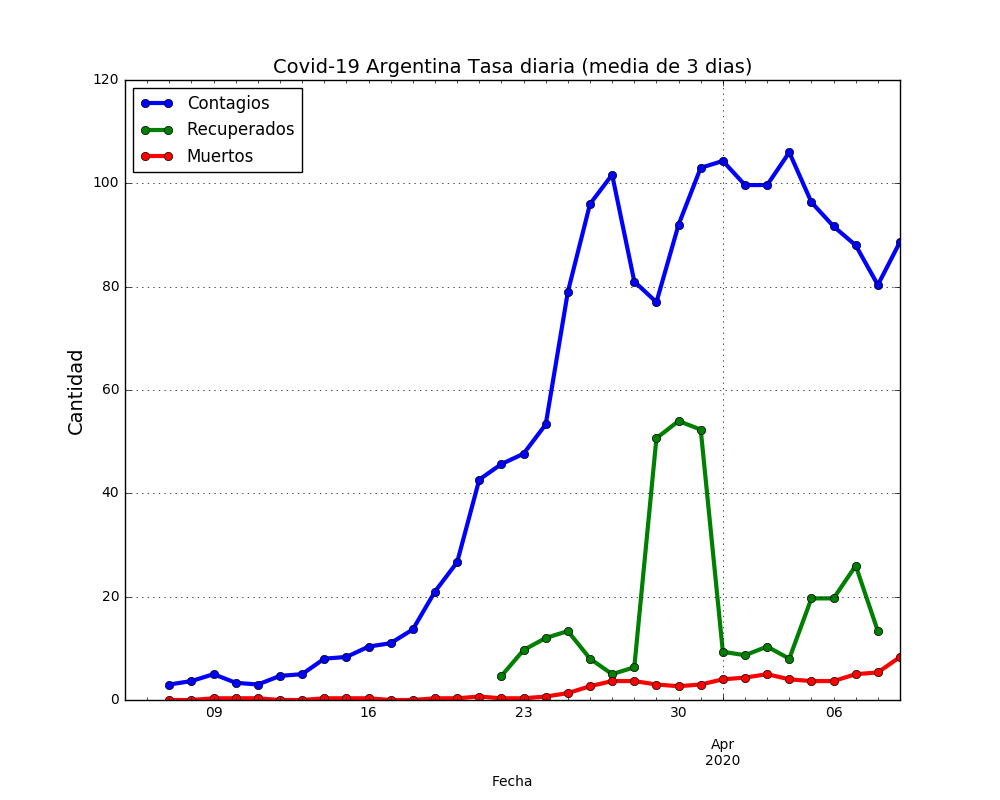 Covid-19 Argentina Tasa diaria (media de 3 dias)
120
100
80
60
40
20
0
Cantidad
Contagios
Recuperados
Muertos
09
16
23
30
06
Apr
2020
Fecha